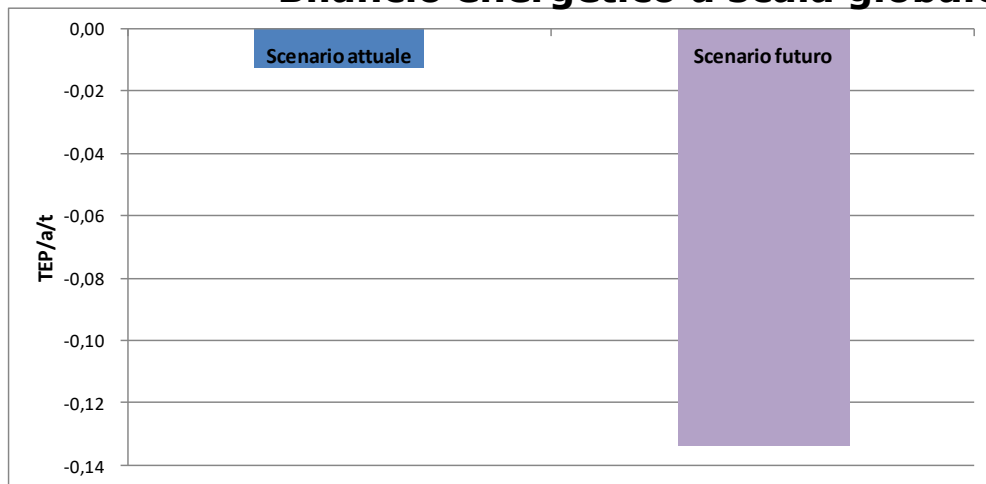 Bilancio energetico a scala globale
0,00
-0,02
-0,04
-0,06
-0,08
-0,10
-0,12
-0,14
TEP/a/t
Scenario attuale
Scenario futuro